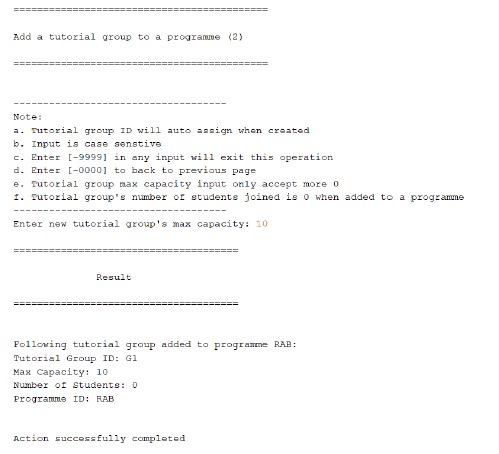 ===========================================
Add a tutorial group to a programme (2)
===========================================
------------------------------------
Note:
a. Tutorial group ID will auto assign when created
b. Input is case senstive
c. Enter [-9999] in any input will exit this operation
d. Enter [-0000] to back to previous page
e. Tutorial group max capacity input only accept more 0
f. Tutorial group's number of students joined is 0 when added to a programme
------------------------------------
Enter new tutorial group's max capacity: 10
======================================
Result
======================================
Following tutorial group added to programme RAB:
Tutorial Group ID: G1
Max Capacity: 10
Number of Students: 0
Programme ID: RAB
Action successfully completed